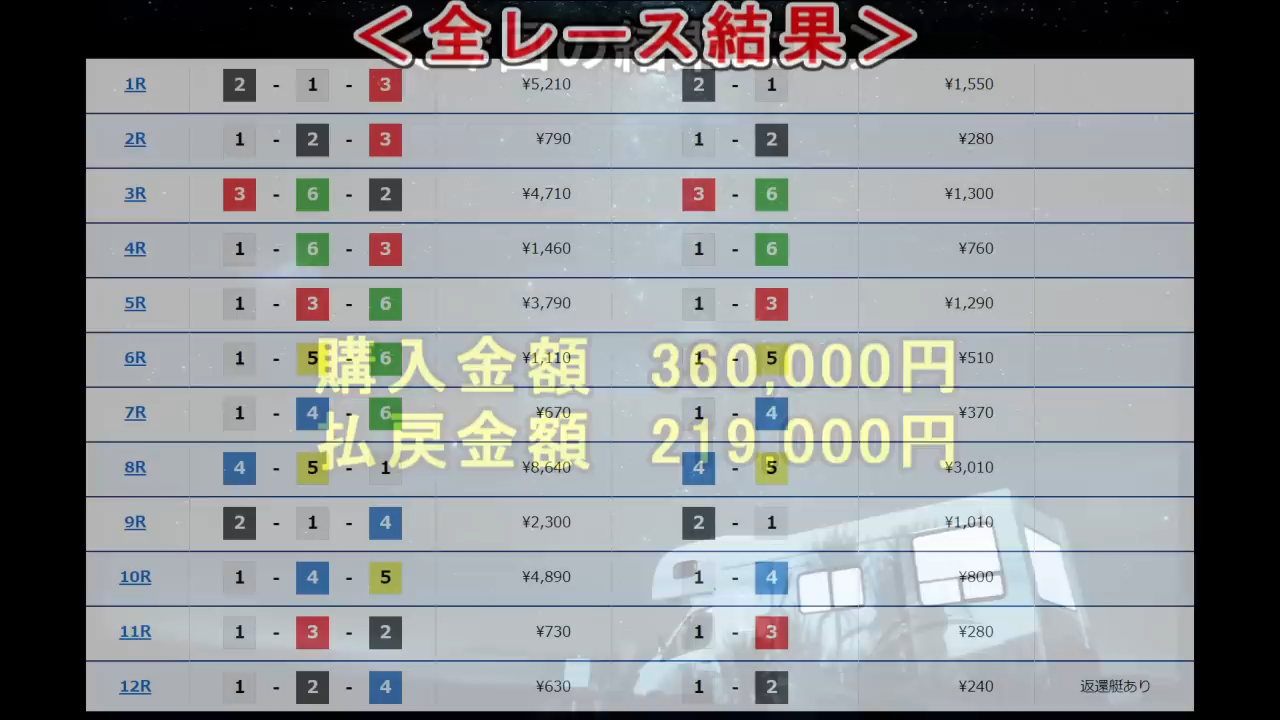 ＜全レース結果＞
1R 2 - 1 - 3 ¥5,210 2 - 1 ¥1,550
2R 1 - 2 - 3 ¥790 1 - 2 ¥280
3R 3 - 6 - 2 ¥4,710 3 - 6 ¥1,300
4R 1 - 6 - 3 ¥1,460 1 - 6 ¥760
5R 1 - 3 - 6 ¥3,790 1 - 3 ¥1,290
6R 1 - 5 - 6 ¥1,110 1 - 5 ¥510
購入金額 360,000円
7R 1 - 4 - 6 ¥670 1 - 4 ¥370
払戻金額 219,000円
8R 4 - 5 - 1 ¥8,640 4 - 5 ¥3,010
9R 2 - 1 - 4 ¥2,300 2 - 1 ¥1,010
10R 1 - 4 - 5 ¥4,890 1 - 4 ¥800
11R 1 - 3 - 2 ¥730 1 - 3 ¥280
12R 1 - 2 - 4 ¥630 1 - 2 ¥240 返還艇あり